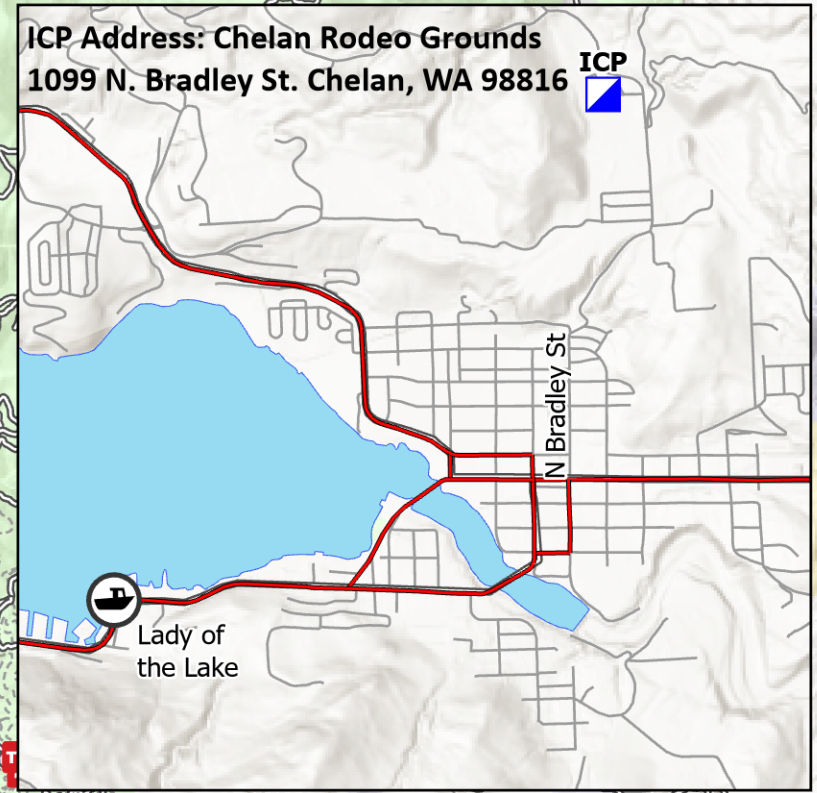 ICP Address: Chelan Rodeo Grounds
1099 N. Bradley St. Chelan, WA 98816
ICP
N Bradley St
Lady of
the Lake
T